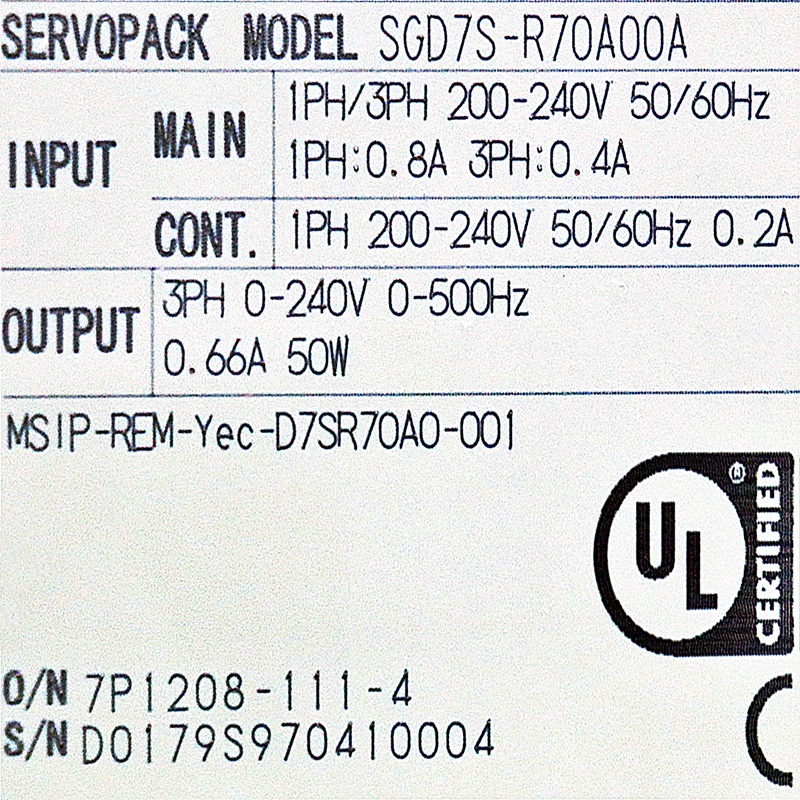 SERVOPACK MODEL SGD7S-R70A00A
INPUT MAIN 1PH/3PH 200-240V 50/60Hz
1PH:0.8A 3PH:0.4A
CONT. 1PH 200-240V 50/60Hz 0.2A
OUTPUT 3PH 0-240V 0-500Hz
0.66A 50W
MSIP-REM-Yec-D7SR70A0-001
UL ® CERTIFIED
O/N 7P1208-111-4
S/N D0179S970410004